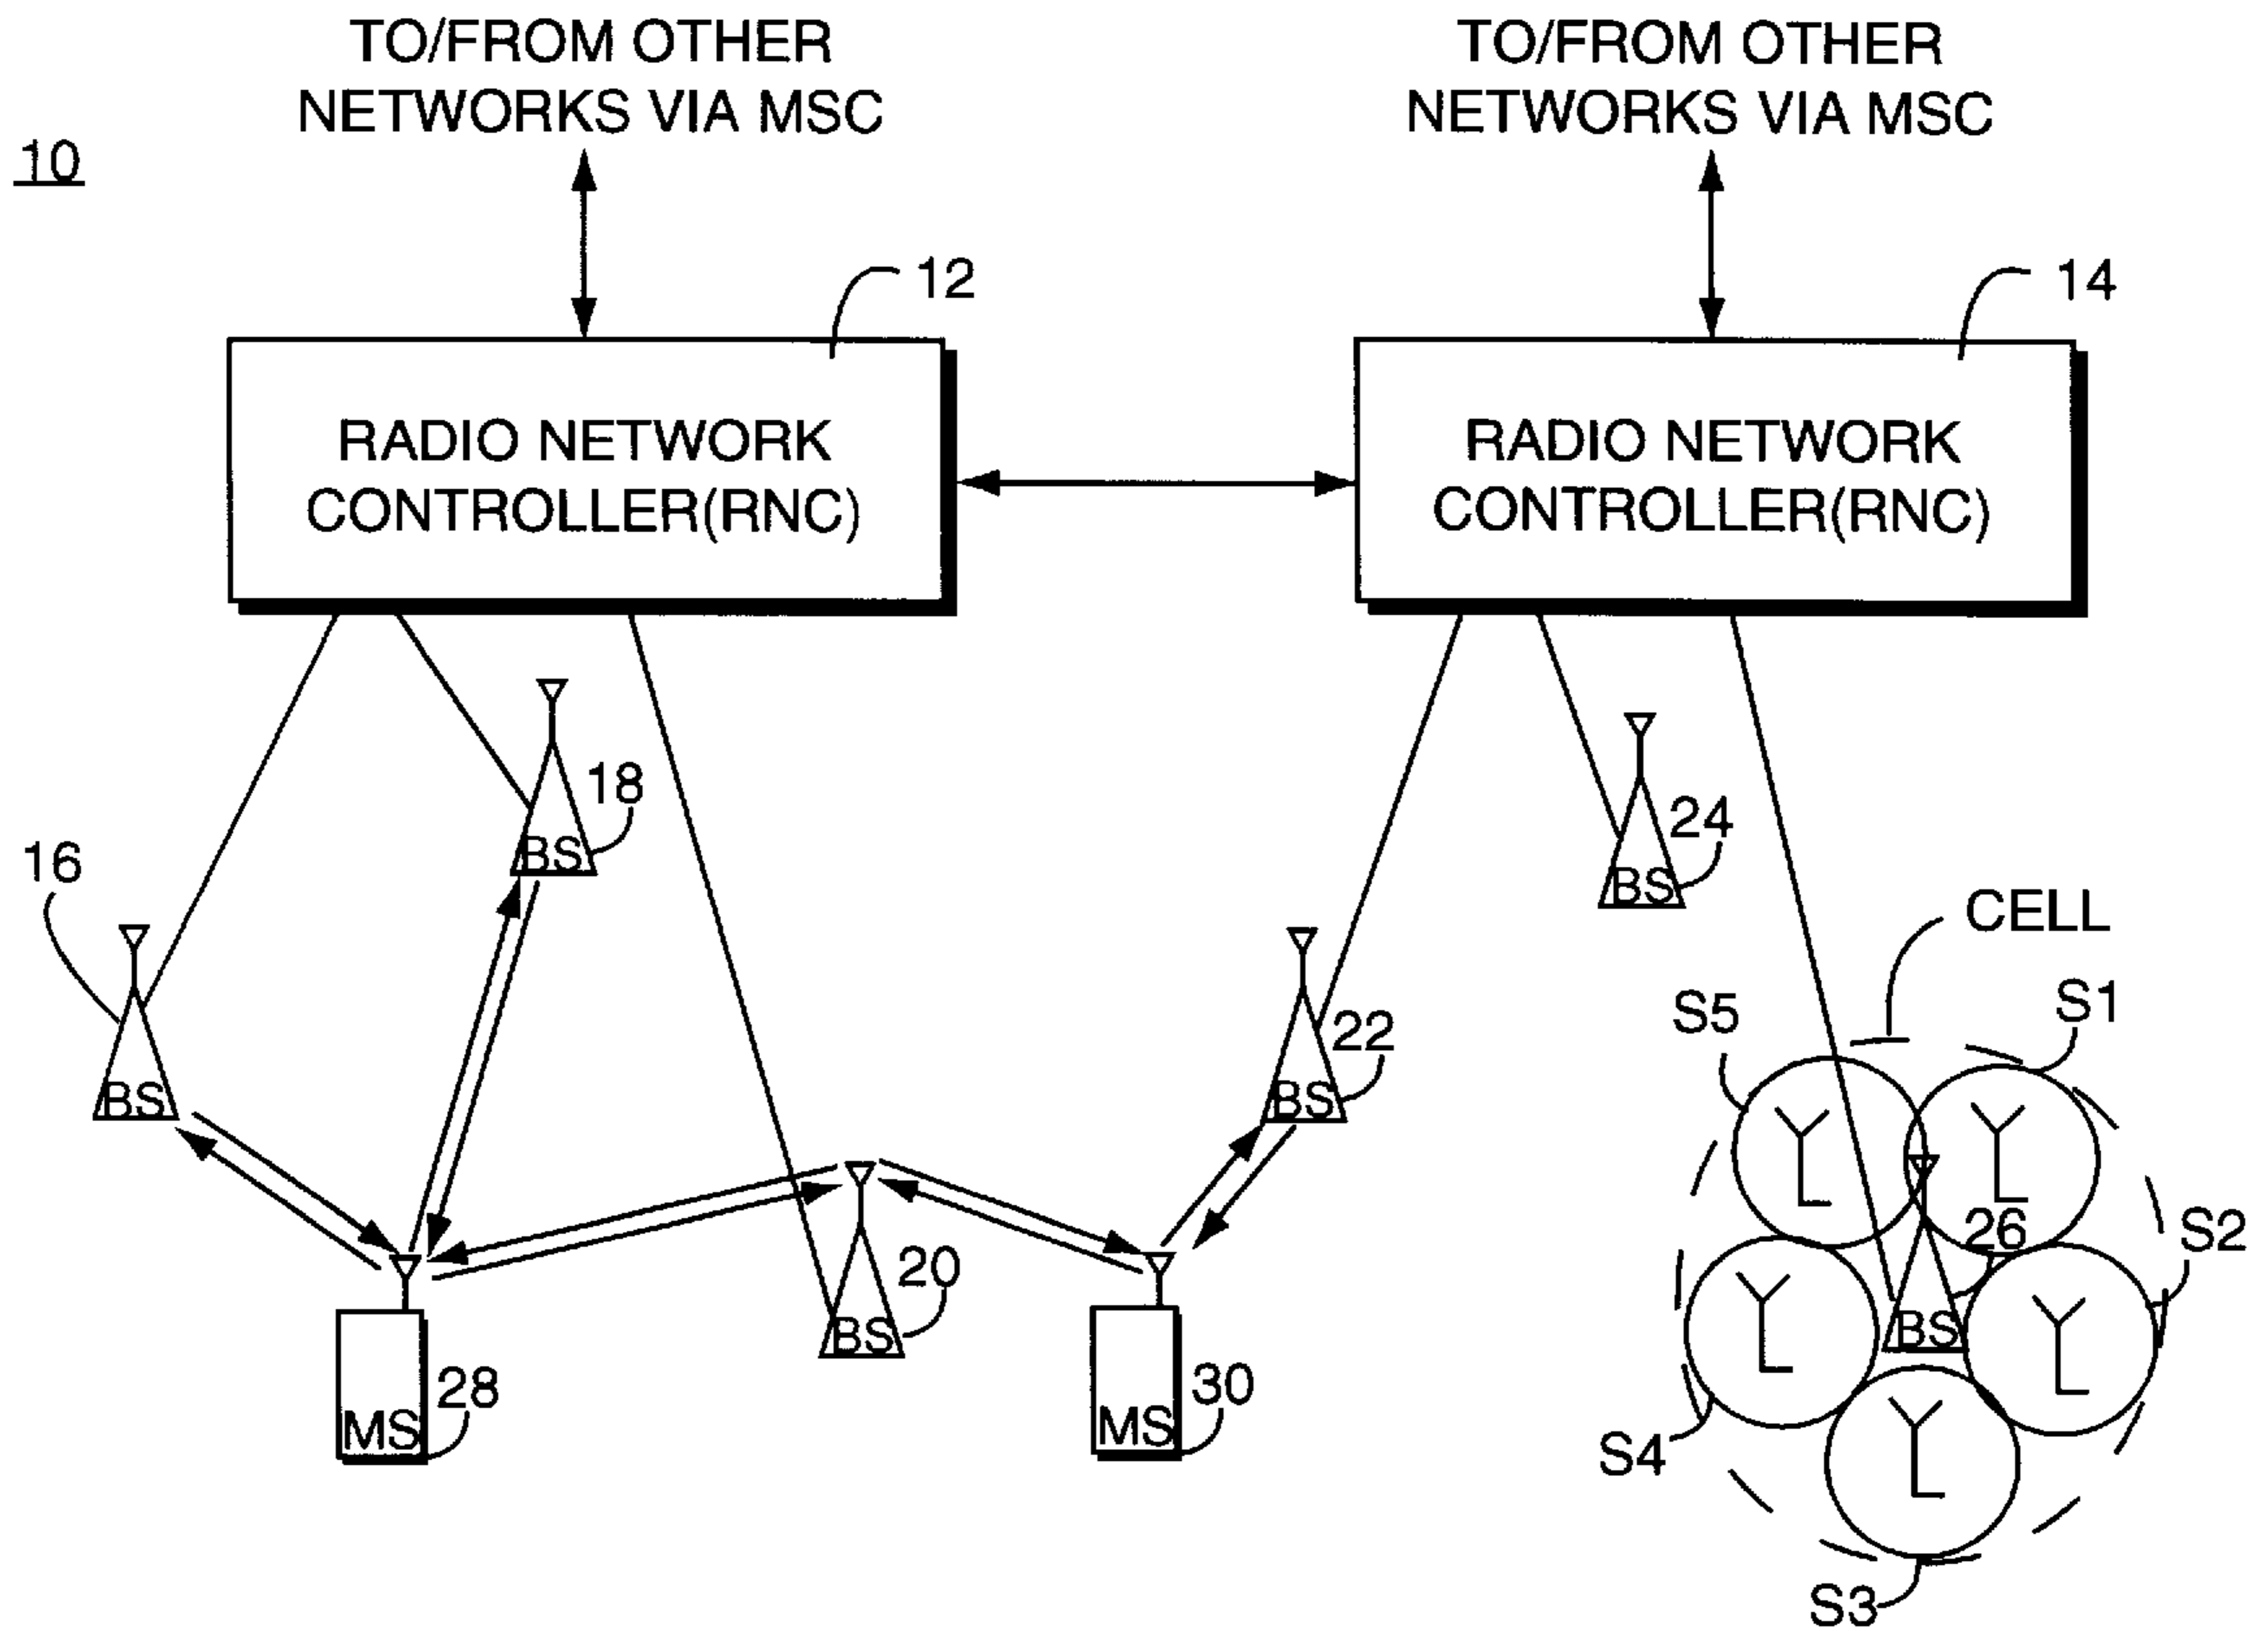 TO/FROM OTHER
NETWORKS VIA MSC
TO/FROM OTHER
NETWORKS VIA MSC
10
12
14
RADIO NETWORK
CONTROLLER(RNC)
RADIO NETWORK
CONTROLLER(RNC)
18
BS
16
BS
24
BS
CELL
22
BS
S5
S1
S2
26
BS
20
BS
28
MS
30
MS
S4
S3